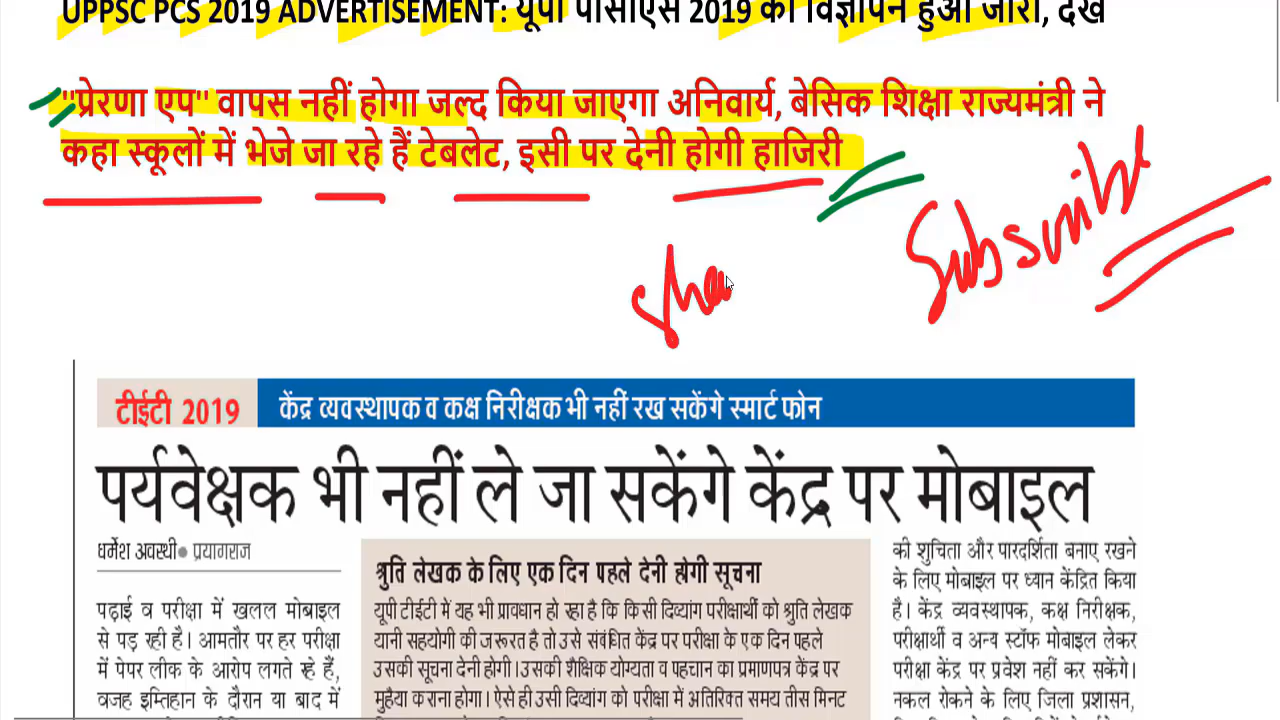 UPPSC PCS 2019 ADVERTISEMENT: यूपी पीसीएस 2019 का विज्ञापन हुआ जारी, देखें
"प्रेरणा एप" वापस नहीं होगा जल्द किया जाएगा अनिवार्य, बेसिक शिक्षा राज्यमंत्री ने
कहा स्कूलों में भेजे जा रहे हैं टेबलेट, इसी पर देनी होगी हाजिरी
Subscribe
Sha
टीईटी 2019
केंद्र व्यवस्थापक व कक्ष निरीक्षक भी नहीं रख सकेंगे स्मार्ट फोन
पर्यवेक्षक भी नहीं ले जा सकेंगे केंद्र पर मोबाइल
धर्मेश अवस्थी● प्रयागराज
पढ़ाई व परीक्षा में खलल मोबाइल
से पड़ रही है। आमतौर पर हर परीक्षा
में पेपर लीक के आरोप लगते रहे हैं,
वजह इम्तिहान के दौरान या बाद में
श्रुति लेखक के लिए एक दिन पहले देनी होगी सूचना
यूपी टीईटी में यह भी प्रावधान हो रहा है कि किसी दिव्यांग परीक्षार्थी को श्रुति लेखक
यानी सहयोगी की जरूरत है तो उसे संबंधित केंद्र पर परीक्षा के एक दिन पहले
उसकी सूचना देनी होगी। उसकी शैक्षिक योग्यता व पहचान का प्रमाणपत्र केंद्र पर
मुहैया कराना होगा। ऐसे ही उसी दिव्यांग को परीक्षा में अतिरिक्त समय तीस मिनट
की शुचिता और पारदर्शिता बनाए रखने
के लिए मोबाइल पर ध्यान केंद्रित किया
है। केंद्र व्यवस्थापक, कक्ष निरीक्षक,
परीक्षार्थी व अन्य स्टॉफ मोबाइल लेकर
परीक्षा केंद्र पर प्रवेश नहीं कर सकेंगे।
नकल रोकने के लिए जिला प्रशासन,